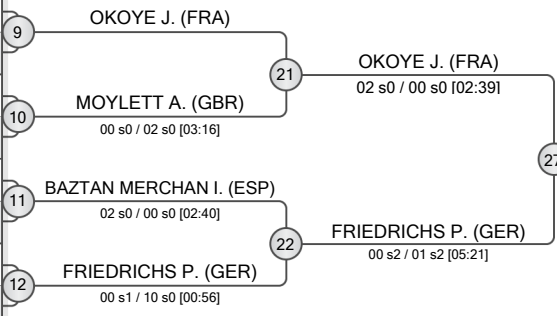 OKOYE J. (FRA)
9
21
OKOYE J. (FRA)
02 s0 / 00 s0 [02:39]
MOYLETT A. (GBR)
10
00 s0 / 02 s0 [03:16]
27
BAZTAN MERCHAN I. (ESP)
11
02 s0 / 00 s0 [02:40]
22
FRIEDRICHS P. (GER)
00 s2 / 01 s2 [05:21]
FRIEDRICHS P. (GER)
12
00 s1 / 10 s0 [00:56]